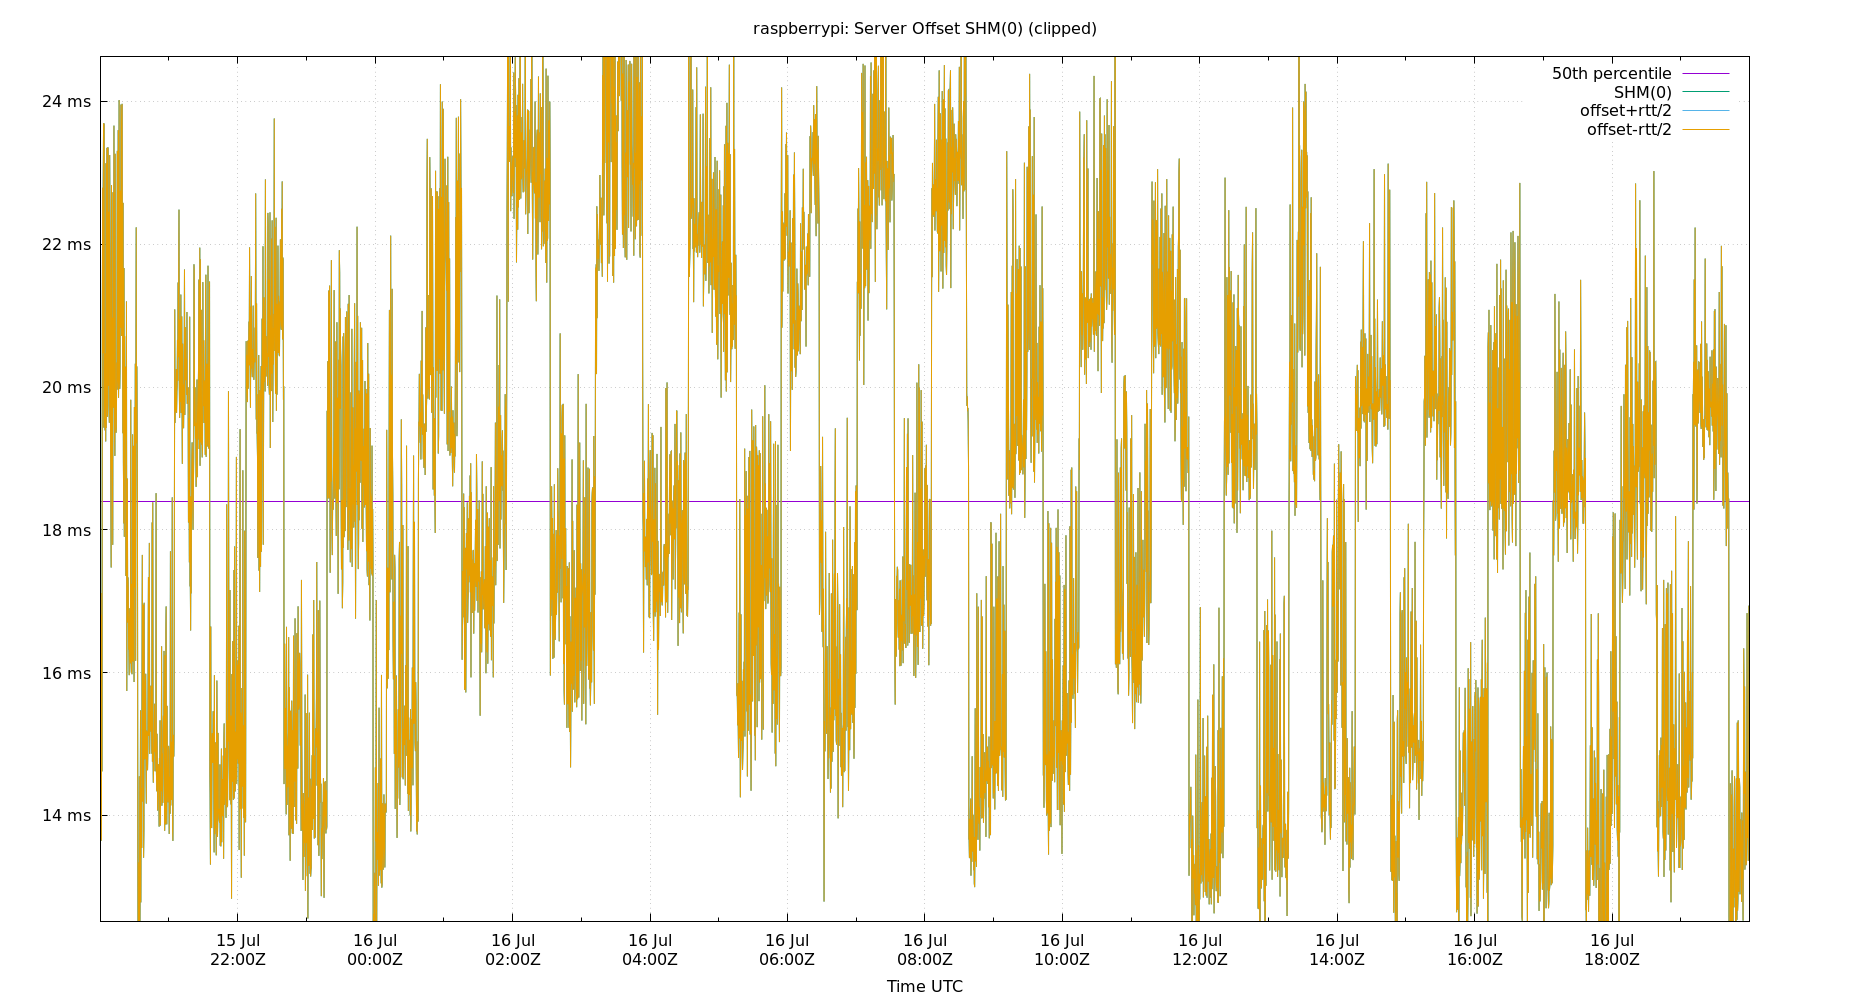 raspberrypi: Server Offset SHM(0) (clipped)
50th percentile
SHM(0)
offset+rtt/2
offset-rtt/2
24 ms
22 ms
20 ms
18 ms
16 ms
14 ms
15 Jul 16 Jul 16 Jul 16 Jul 16 Jul 16 Jul 16 Jul 16 Jul 16 Jul 16 Jul 16 Jul
22:00Z 00:00Z 02:00Z 04:00Z 06:00Z 08:00Z 10:00Z 12:00Z 14:00Z 16:00Z 18:00Z
Time UTC